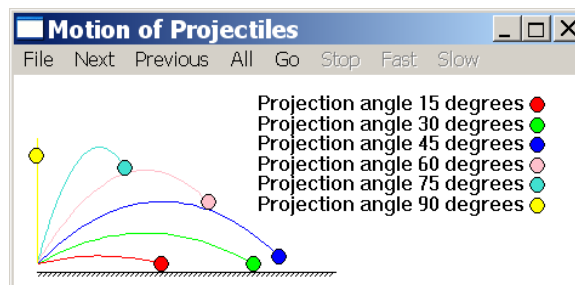 Motion of Projectiles
File Next Previous All Go Stop Fast Slow
Projection angle 15 degrees
Projection angle 30 degrees
Projection angle 45 degrees
Projection angle 60 degrees
Projection angle 75 degrees
Projection angle 90 degrees